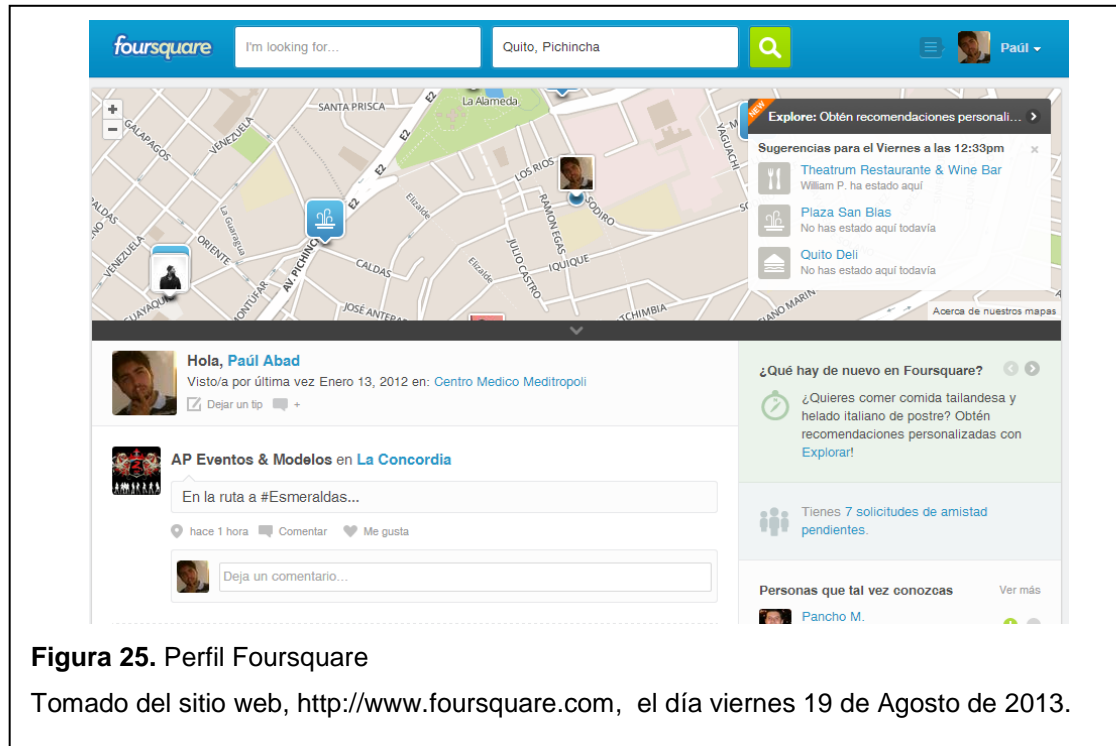 foursquare
I'm looking for...
Quito, Pichincha
Paúl
+
-
GALAPAGOS
VENEZUELA
SANTA PRISCA
E2
La Alameda
YAGUACHI
LOS RIOS
E2
Elizalde
RAMON EGAS
SODIRO
La Guaragua
ORIENTE
VENEZUELA
AV. PICHINCHA
E2
CALDAS
Elizalde
JULIO CASTRO
IQUIQUE
GUAYAQUIL
MONTUFAR
JOSÉ ANTEPARA
TCHIMBIA
IANO MARIN
NEW
Explore: Obtén recomendaciones personali...
Sugerencias para el Viernes a las 12:33pm
×
Theatrum Restaurante & Wine Bar
William P. ha estado aquí
Plaza San Blas
No has estado aquí todavía
Quito Deli
No has estado aquí todavía
Acerca de nuestros mapas
Hola, Paúl Abad
Visto/a por última vez Enero 13, 2012 en: Centro Medico Meditropoli
Dejar un tip +
AP Eventos & Modelos en La Concordia
En la ruta a #Esmeraldas...
hace 1 hora Comentar Me gusta
Deja un comentario...
¿Qué hay de nuevo en Foursquare?
¿Quieres comer comida tailandesa y
helado italiano de postre? Obtén
recomendaciones personalizadas con
Explorar!
Tienes 7 solicitudes de amistad
pendientes.
Personas que tal vez conozcas
Ver más
Pancho M.
Figura 25. Perfil Foursquare
Tomado del sitio web, http://www.foursquare.com, el día viernes 19 de Agosto de 2013.